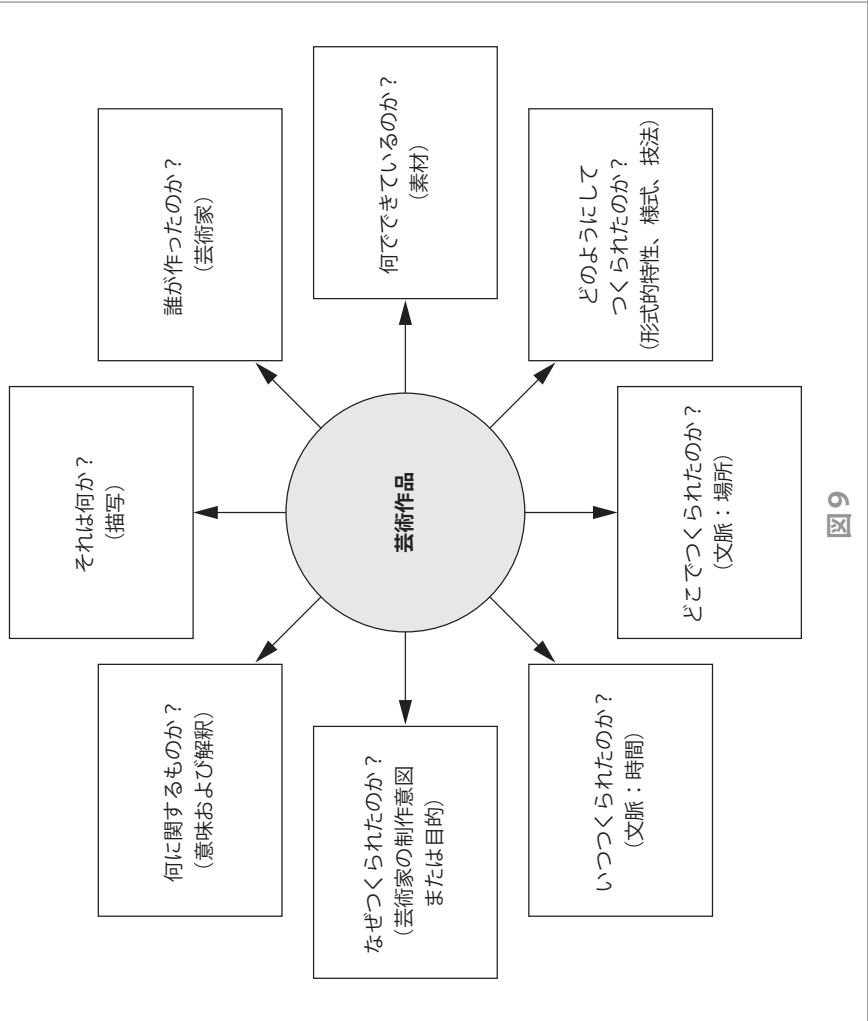 それは何か？
（描写）
何に関するものか？
（意味および解釈）
誰が作ったのか？
（芸術家）
なぜつくられたのか？
（芸術家の制作意図
または目的）
芸術作品
何でできているのか？
（素材）
いつつくられたのか？
（文脈：時間）
どのようにして
つくられたのか？
（形式的特性、様式、技法）
どこでつくられたのか？
（文脈：場所）
図9